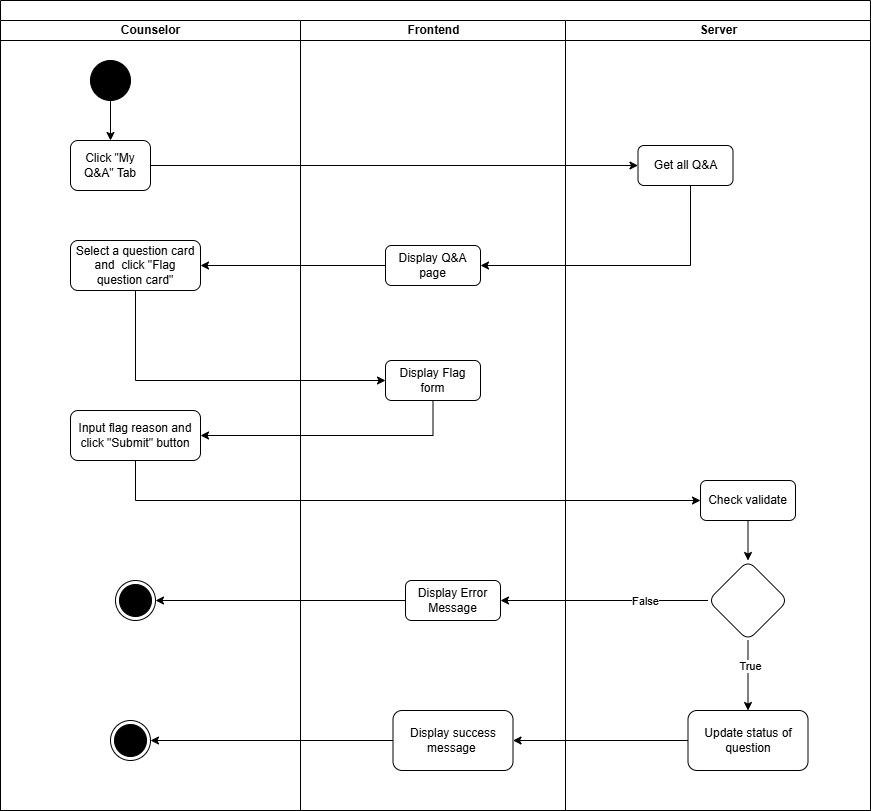 Counselor
Frontend
Server
Click "My
Q&A" Tab
Get all Q&A
Select a question card
and click "Flag
question card"
Display Q&A
page
Display Flag
form
Input flag reason and
click "Submit" button
Check validate
Display Error
Message
False
True
Display success
message
Update status of
question